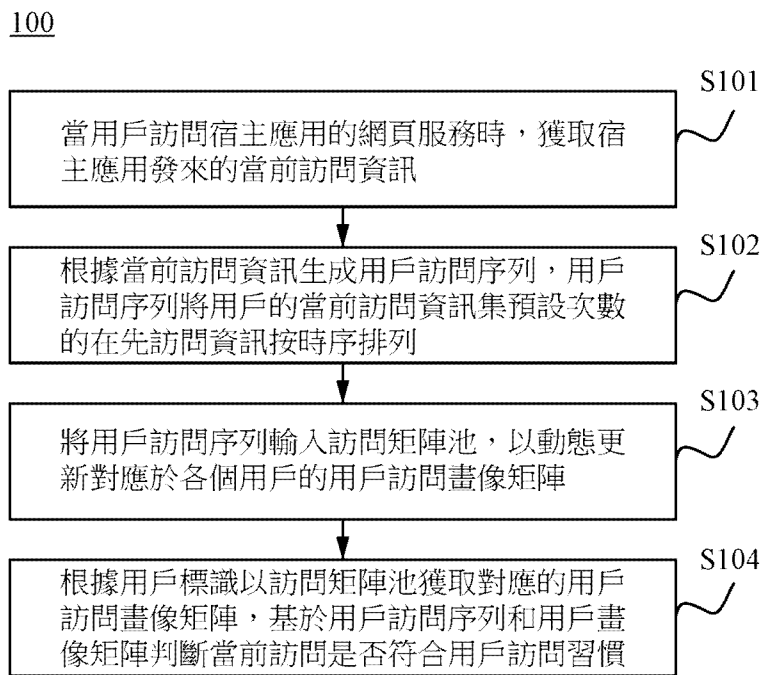 100
S101
當用戶訪問宿主應用的網頁服務時，獲取宿
主應用發來的當前訪問資訊
S102
根據當前訪問資訊生成用戶訪問序列，用戶
訪問序列將用戶的當前訪問資訊集預設次數
的在先訪問資訊按時序排列
S103
將用戶訪問序列輸入訪問矩陣池，以動態更
新對應於各個用戶的用戶訪問畫像矩陣
S104
根據用戶標識以訪問矩陣池獲取對應的用戶
訪問畫像矩陣，基於用戶訪問序列和用戶畫
像矩陣判斷當前訪問是否符合用戶訪問習慣